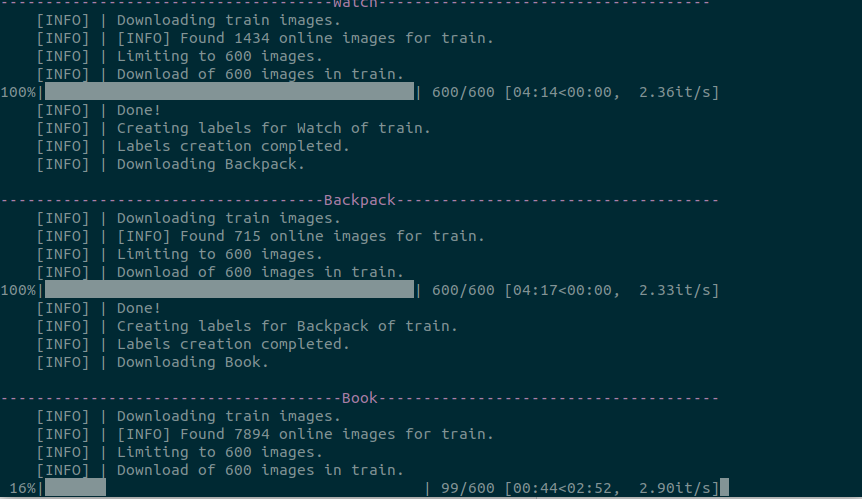 -------------------------------------Watch-------------------------------------
[INFO] | Downloading train images.
[INFO] | [INFO] Found 1434 online images for train.
[INFO] | Limiting to 600 images.
[INFO] | Download of 600 images in train.
100%| | 600/600 [04:14<00:00, 2.36it/s]
[INFO] | Done!
[INFO] | Creating labels for Watch of train.
[INFO] | Labels creation completed.
[INFO] | Downloading Backpack.
------------------------------------Backpack------------------------------------
[INFO] | Downloading train images.
[INFO] | [INFO] Found 715 online images for train.
[INFO] | Limiting to 600 images.
[INFO] | Download of 600 images in train.
100%| | 600/600 [04:17<00:00, 2.33it/s]
[INFO] | Done!
[INFO] | Creating labels for Backpack of train.
[INFO] | Labels creation completed.
[INFO] | Downloading Book.
--------------------------------------Book--------------------------------------
[INFO] | Downloading train images.
[INFO] | [INFO] Found 7894 online images for train.
[INFO] | Limiting to 600 images.
[INFO] | Download of 600 images in train.
16%| | 99/600 [00:44<02:52, 2.90it/s]